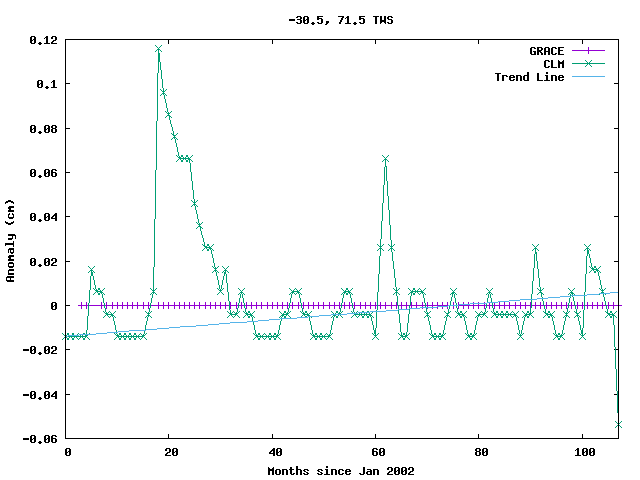 -30.5, 71.5 TWS
GRACE
CLM
Trend Line
0.12
0.1
0.08
0.06
0.04
0.02
0
-0.02
-0.04
-0.06
Anomaly (cm)
0 20 40 60 80 100
Months since Jan 2002